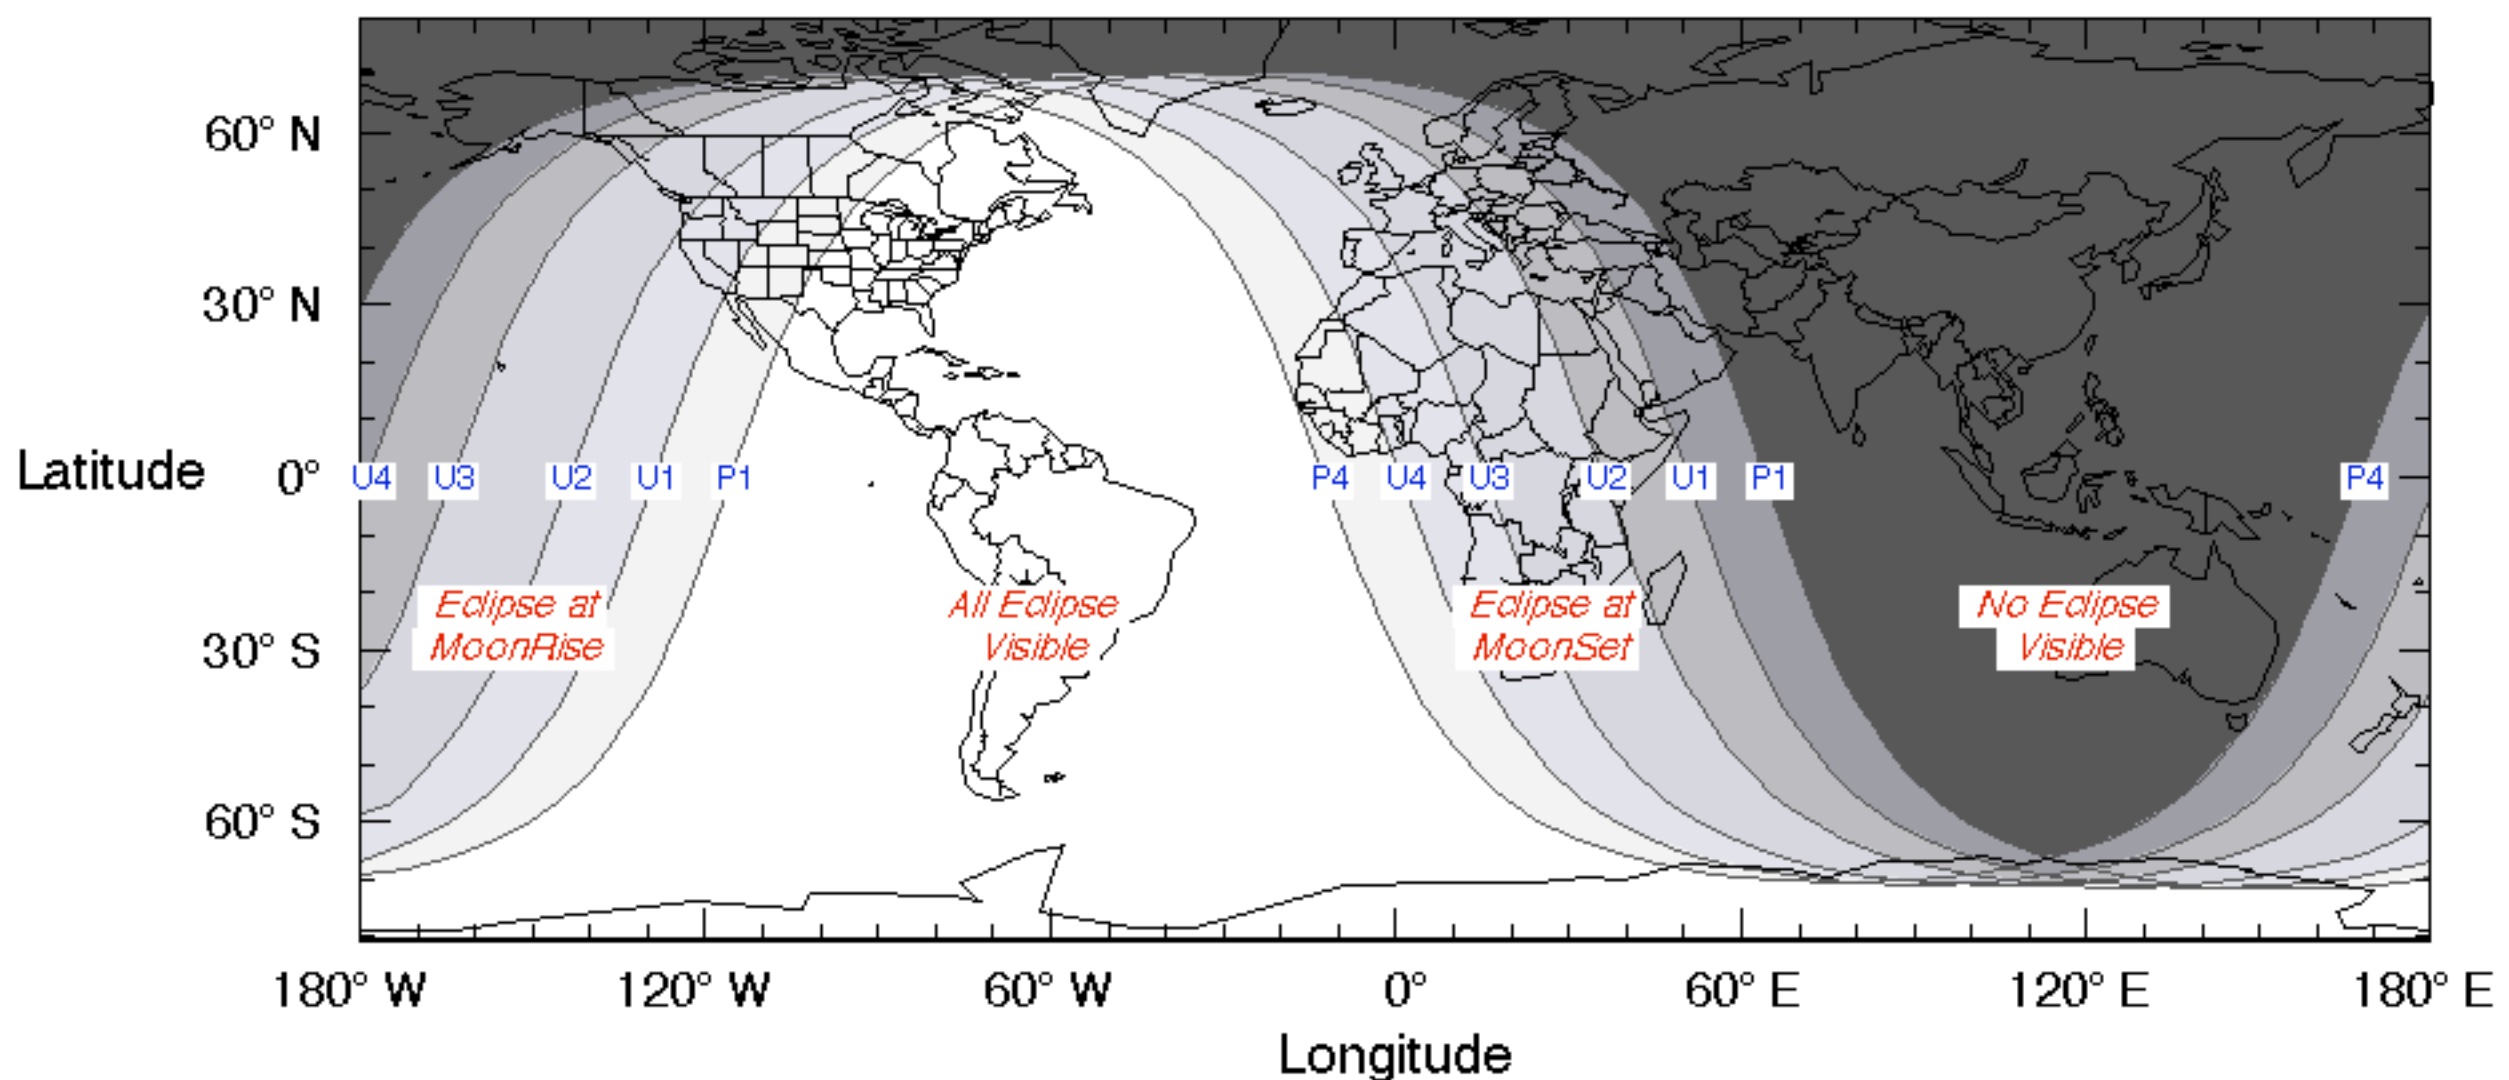 60° N
30° N
Latitude 0° U4 U3 U2 U1 P1 P4 U4 U3 U2 U1 P1 P4
Eclipse at All Eclipse Eclipse at No Eclipse
30° S MoonRise Visible MoonSet Visible
60° S
180° W 120° W 60° W 0° 60° E 120° E 180° E
Longitude